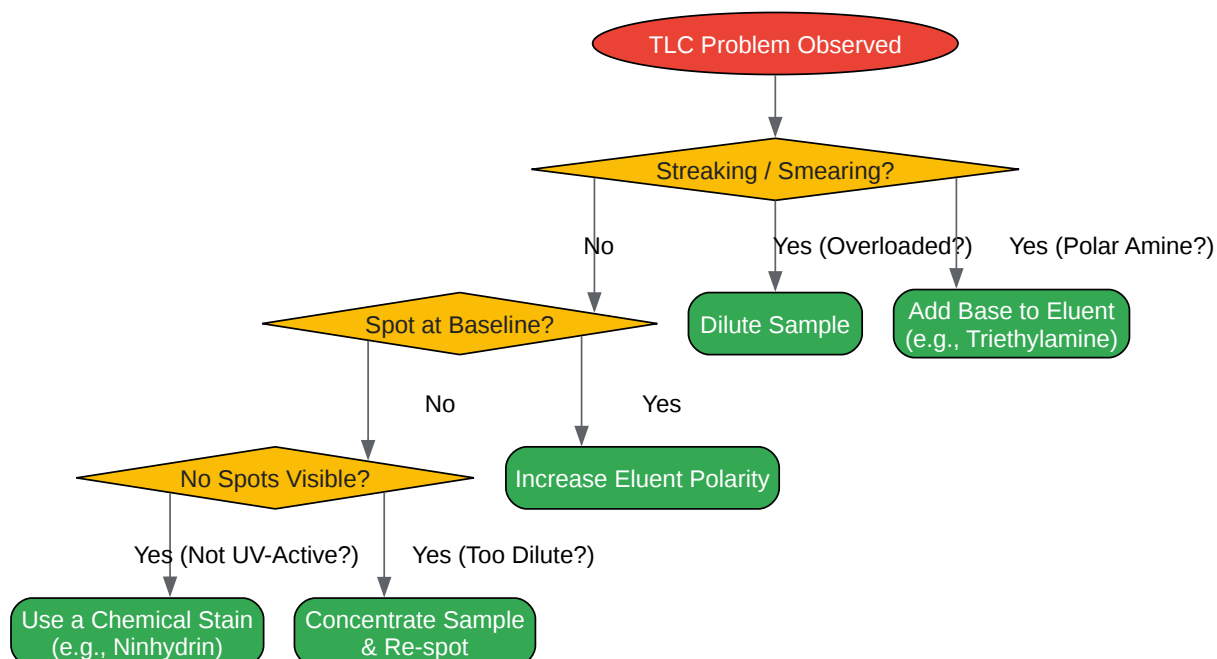 TLC Problem Observed
Streaking / Smearing?
No
Yes (Overloaded?)
Yes (Polar Amine?)
Spot at Baseline?
Dilute Sample
Add Base to Eluent
(e.g., Triethylamine)
No
Yes
No Spots Visible?
Increase Eluent Polarity
Yes (Not UV-Active?)
Yes (Too Dilute?)
Use a Chemical Stain
(e.g., Ninhydrin)
Concentrate Sample
& Re-spot